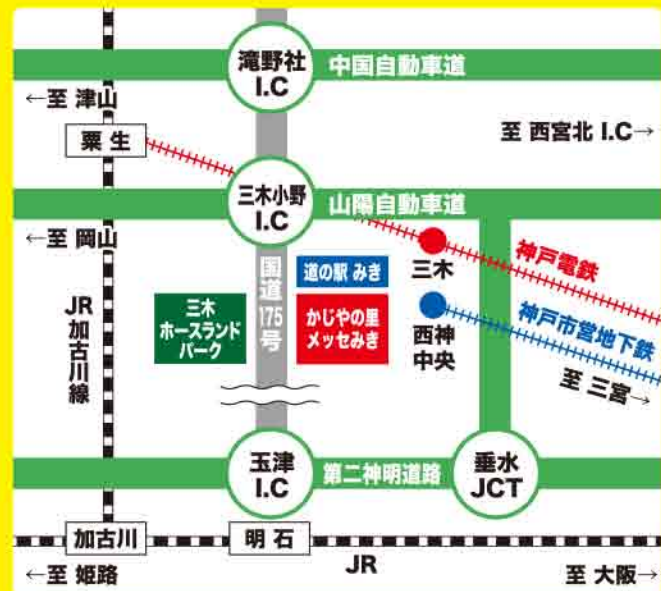 滝野社
I.C
中国自動車道
←至 津山
粟生
至 西宮北 I.C→
三木小野
I.C
山陽自動車道
←至 岡山
神戸電鉄
三木
国道175号
道の駅 みき
かじやの里
メッセみき
三木
ホースランド
パーク
JR加古川線
西神
中央
神戸市営地下鉄
至 三宮→
玉津
I.C
第二神明道路
垂水
JCT
加古川
明石
JR
←至 姫路
至 大阪→